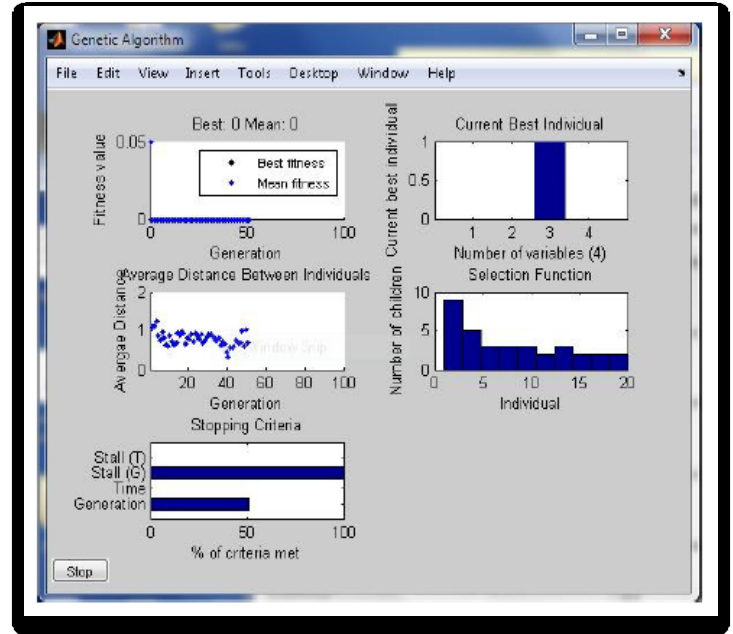 Genetic Algorithm
File Edit View Insert Tools Desktop Window Help
Best: 0 Mean: 0
Fitness value
0.05
0
Best fitness
Mean fitness
0 50 100
Generation
Current Best Individual
Current best individual
1
0.5
0
1 2 3 4
Number of variables (4)
Average Distance Between Individuals
Avergae Distance
2
1
0
Window Snip
20 40 60 80 100
Generation
Selection Function
Number of children
10
5
0
0 5 10 15 20
Individual
Stopping Criteria
Stall (T)
Stall (G)
Time
Generation
0 50 100
% of criteria met
Stop